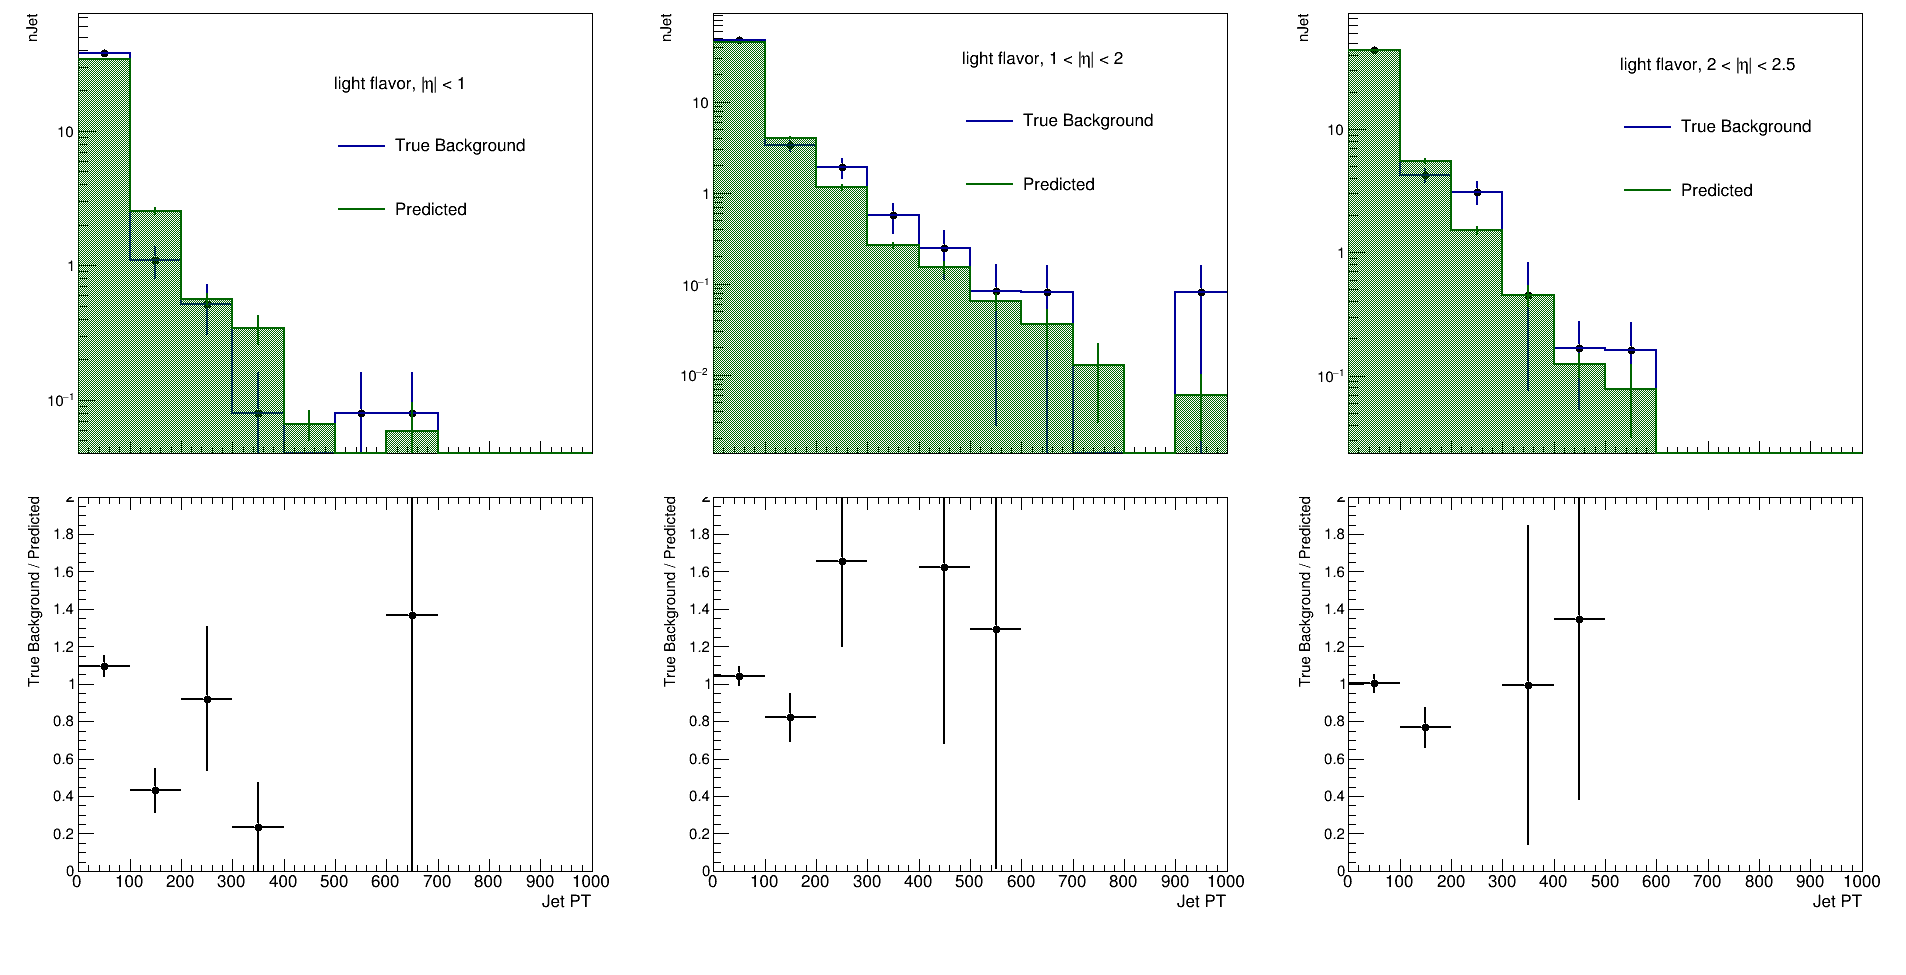 nJet
light flavor, |η| < 1
True Background
Predicted
10
1
10⁻¹
nJet
light flavor, 1 < |η| < 2
True Background
Predicted
10
1
10⁻¹
10⁻²
nJet
light flavor, 2 < |η| < 2.5
True Background
Predicted
10
1
10⁻¹
True Background / Predicted
2
1.8
1.6
1.4
1.2
1
0.8
0.6
0.4
0.2
0
0 100 200 300 400 500 600 700 800 900 1000
Jet PT
True Background / Predicted
2
1.8
1.6
1.4
1.2
1
0.8
0.6
0.4
0.2
0
0 100 200 300 400 500 600 700 800 900 1000
Jet PT
True Background / Predicted
2
1.8
1.6
1.4
1.2
1
0.8
0.6
0.4
0.2
0
0 100 200 300 400 500 600 700 800 900 1000
Jet PT